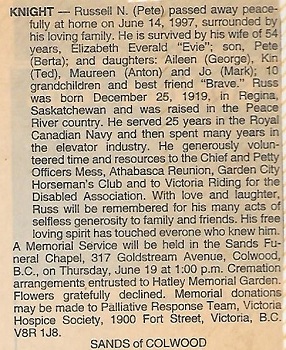 KNIGHT — Russell N. (Pete) passed away peace-
fully at home on June 14, 1997, surrounded by
his loving family. He is survived by his wife of 54
years, Elizabeth Everald "Evie"; son, Pete
(Berta); and daughters: Aileen (George), Kin
(Ted), Maureen (Anton) and Jo (Mark); 10
grandchildren and best friend "Brave." Russ
was born December 25, 1919, in Regina,
Saskatchewan and was raised in the Peace
River country. He served 25 years in the Royal
Canadian Navy and then spent many years in
the elevator industry. He generously volun-
teered time and resources to the Chief and Petty
Officers Mess, Athabasca Reunion, Garden City
Horseman's Club and to Victoria Riding for the
Disabled Association. With love and laughter,
Russ will be remembered for his many acts of
selfless generosity to family and friends. His free
loving spirit has touched everone who knew him.
A Memorial Service will be held in the Sands Fu-
neral Chapel, 317 Goldstream Avenue, Colwood,
B.C., on Thursday, June 19 at 1:00 p.m. Cremation
arrangements entrusted to Hatley Memorial Garden.
Flowers gratefully declined. Memorial donations
may be made to Palliative Response Team, Victoria
Hospice Society, 1900 Fort Street, Victoria, B.C.
V8R 1J8.
SANDS of COLWOOD